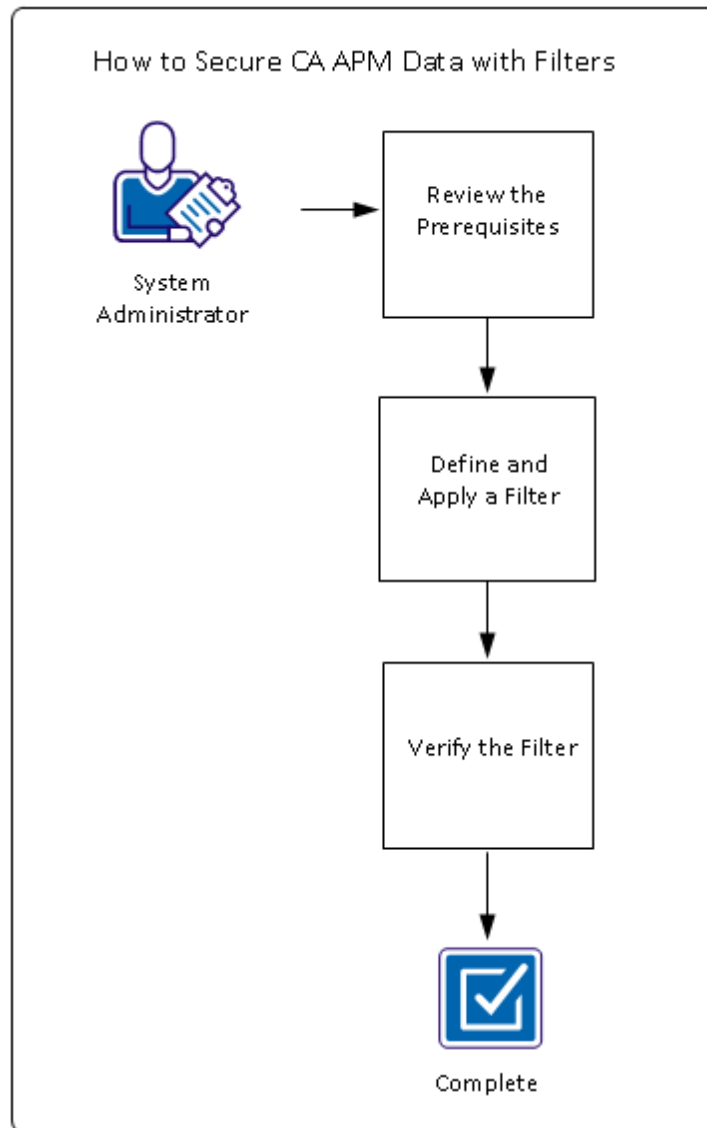 How to Secure CA APM Data with Filters
System
Administrator
Review the
Prerequisites
Define and
Apply a Filter
Verify the Filter
Complete